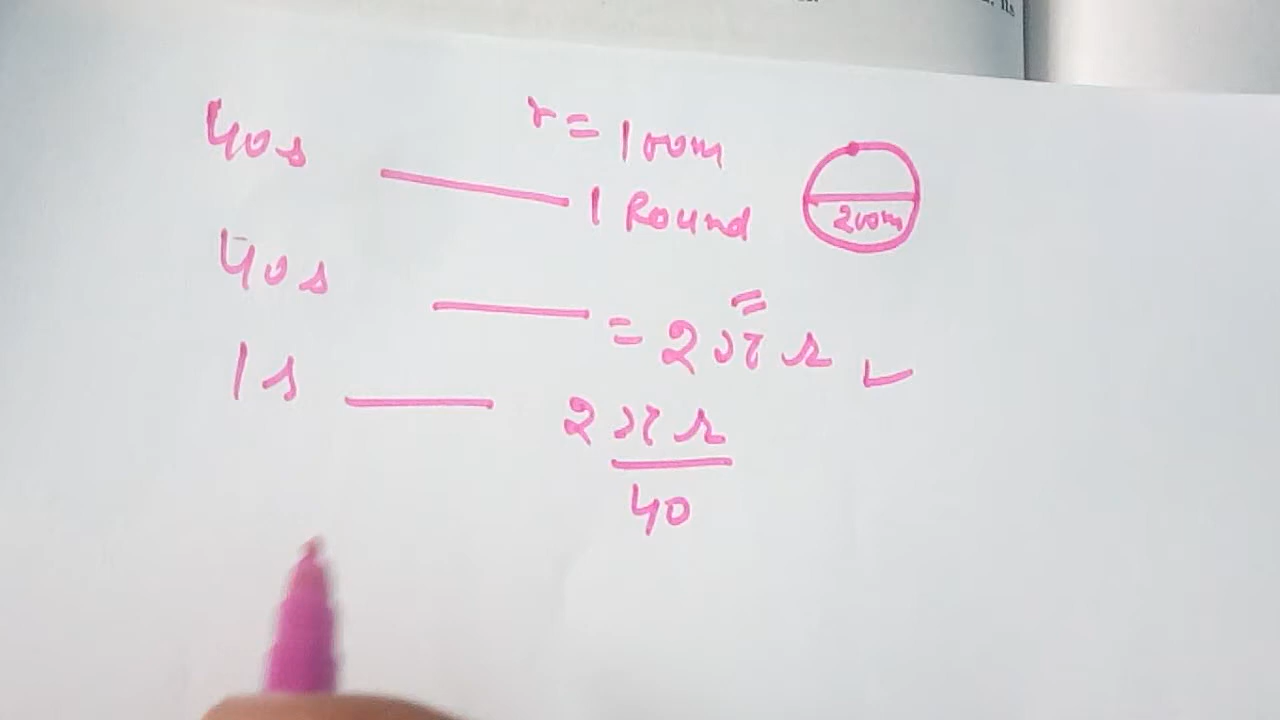 r = 100m
40s — 1 Round
200m
40s — = 2πr ✓
1s — 2πr
40